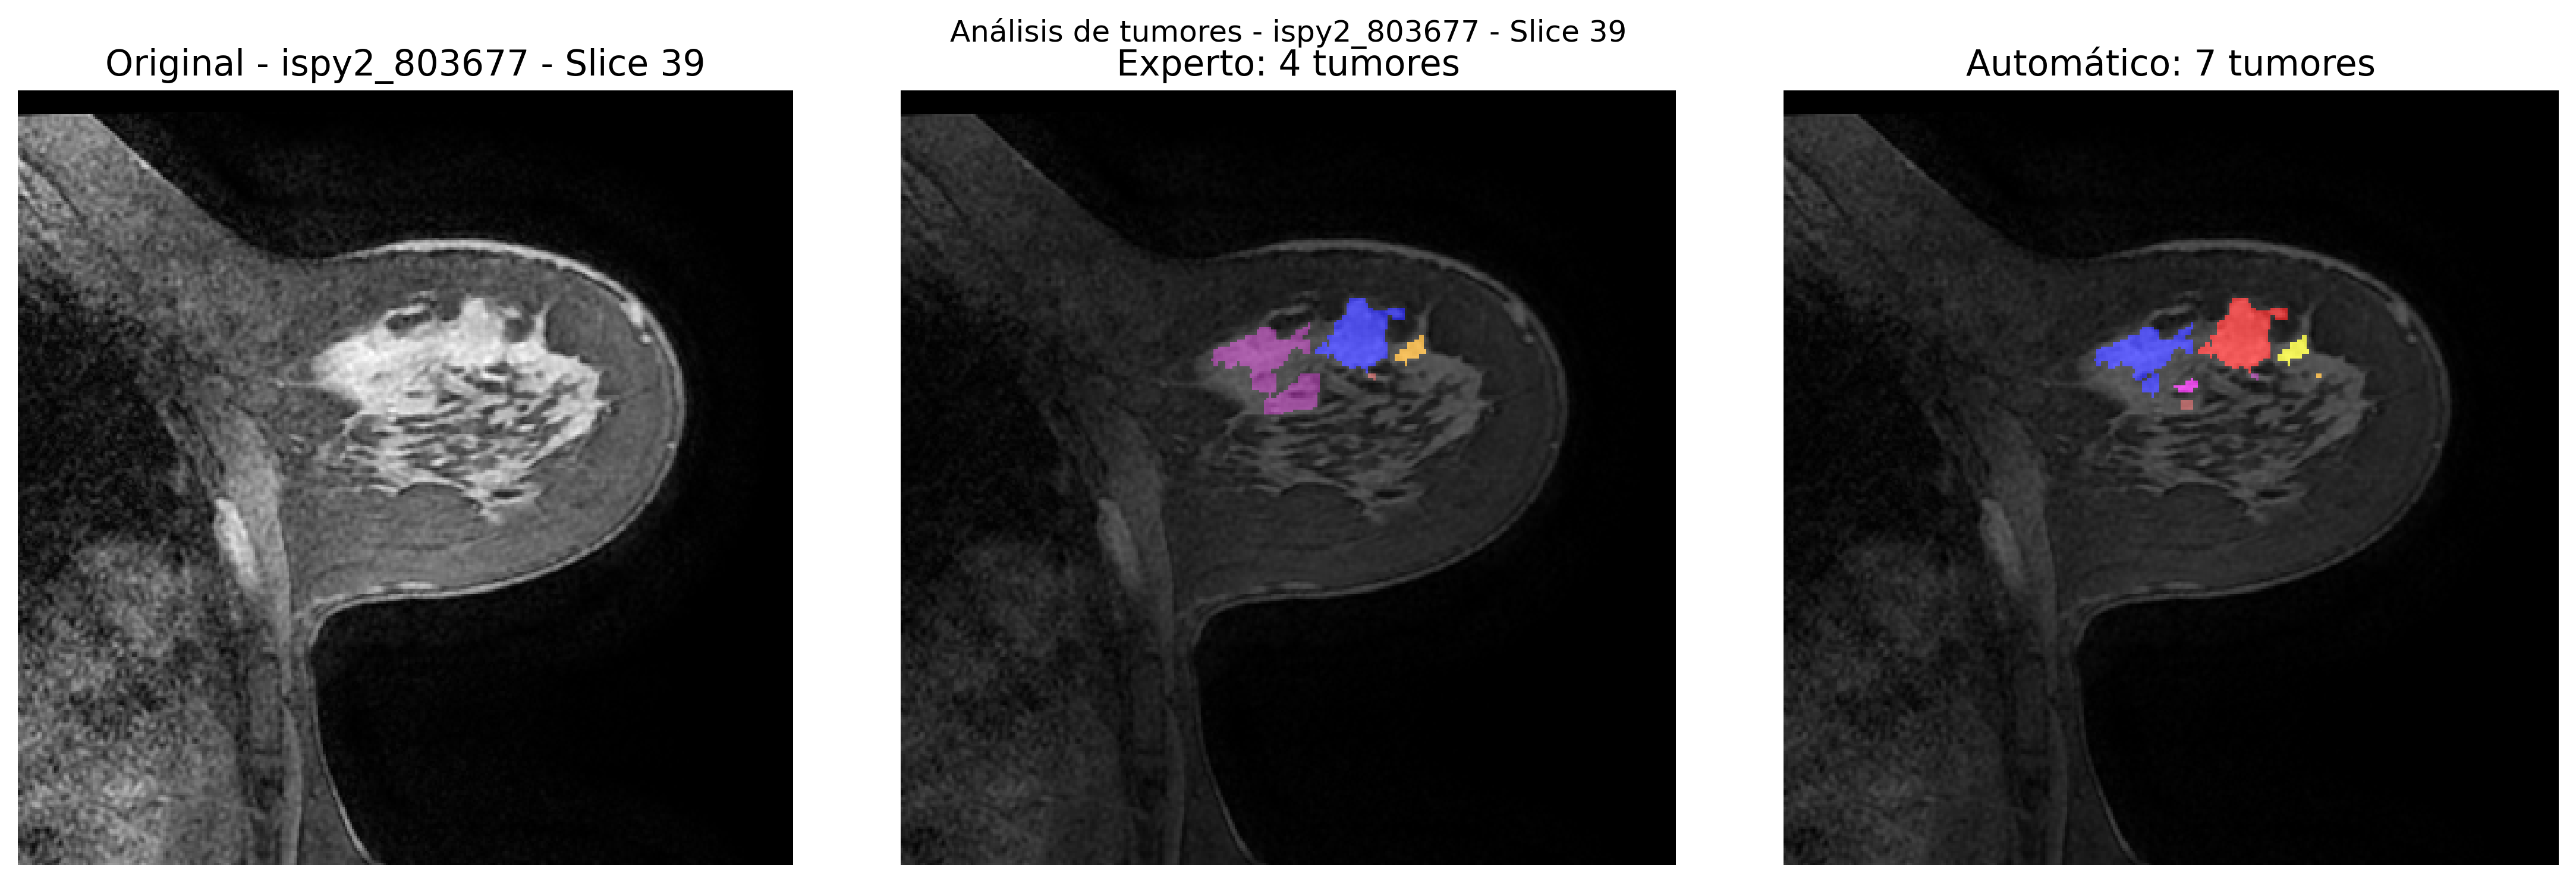 Análisis de tumores - ispy2_803677 - Slice 39
Original - ispy2_803677 - Slice 39
Experto: 4 tumores
Automático: 7 tumores